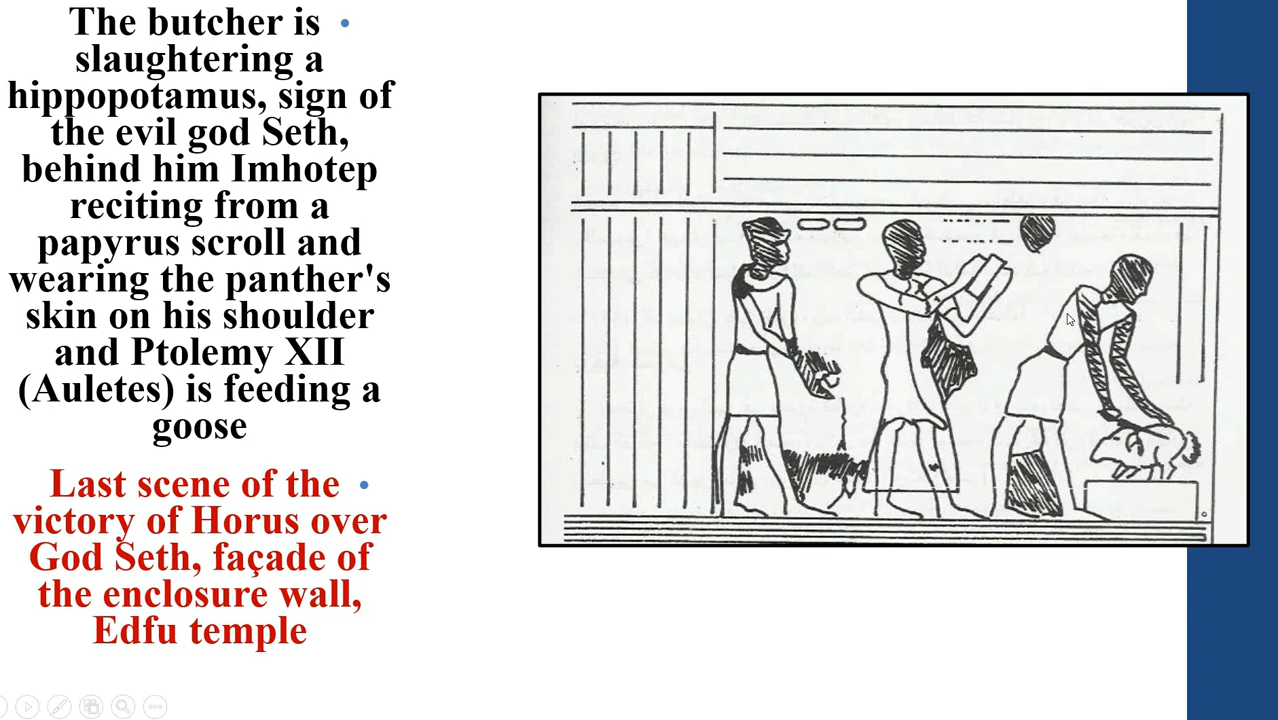 • The butcher is
slaughtering a
hippopotamus, sign of
the evil god Seth,
behind him Imhotep
reciting from a
papyrus scroll and
wearing the panther's
skin on his shoulder
and Ptolemy XII
(Auletes) is feeding a
goose
• Last scene of the
victory of Horus over
God Seth, façade of
the enclosure wall,
Edfu temple